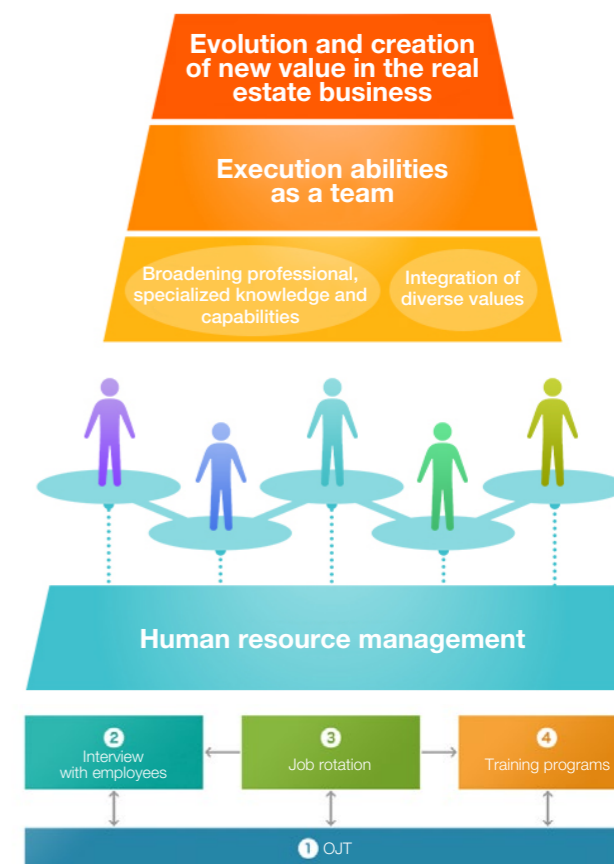 Evolution and creation
of new value in the real
estate business
Execution abilities
as a team
Broadening professional,
specialized knowledge and
capabilities
Integration of
diverse values
Human resource management
2
Interview
with employees
3
Job rotation
4
Training programs
1 OJT